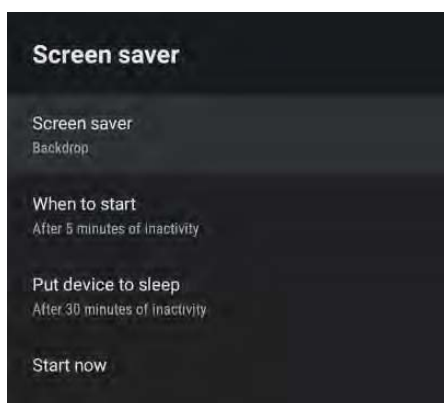 Screen saver
Screen saver
Backdrop
When to start
After 5 minutes of inactivity
Put device to sleep
After 30 minutes of inactivity
Start now